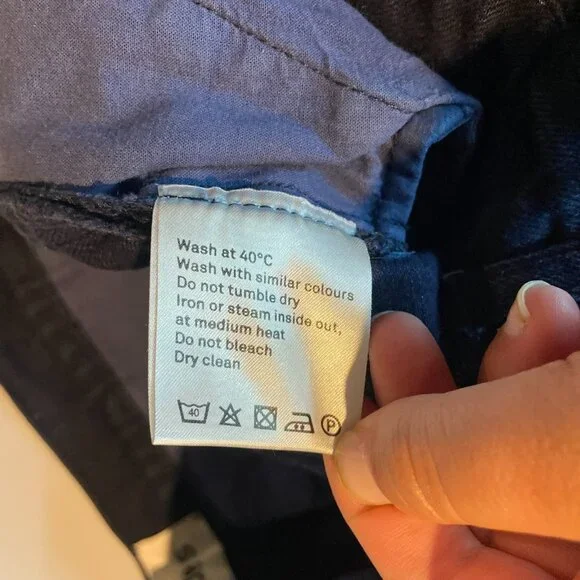 Wash at 40°C
Wash with similar colours
Do not tumble dry
Iron or steam inside out,
at medium heat
Do not bleach
Dry clean
40 P